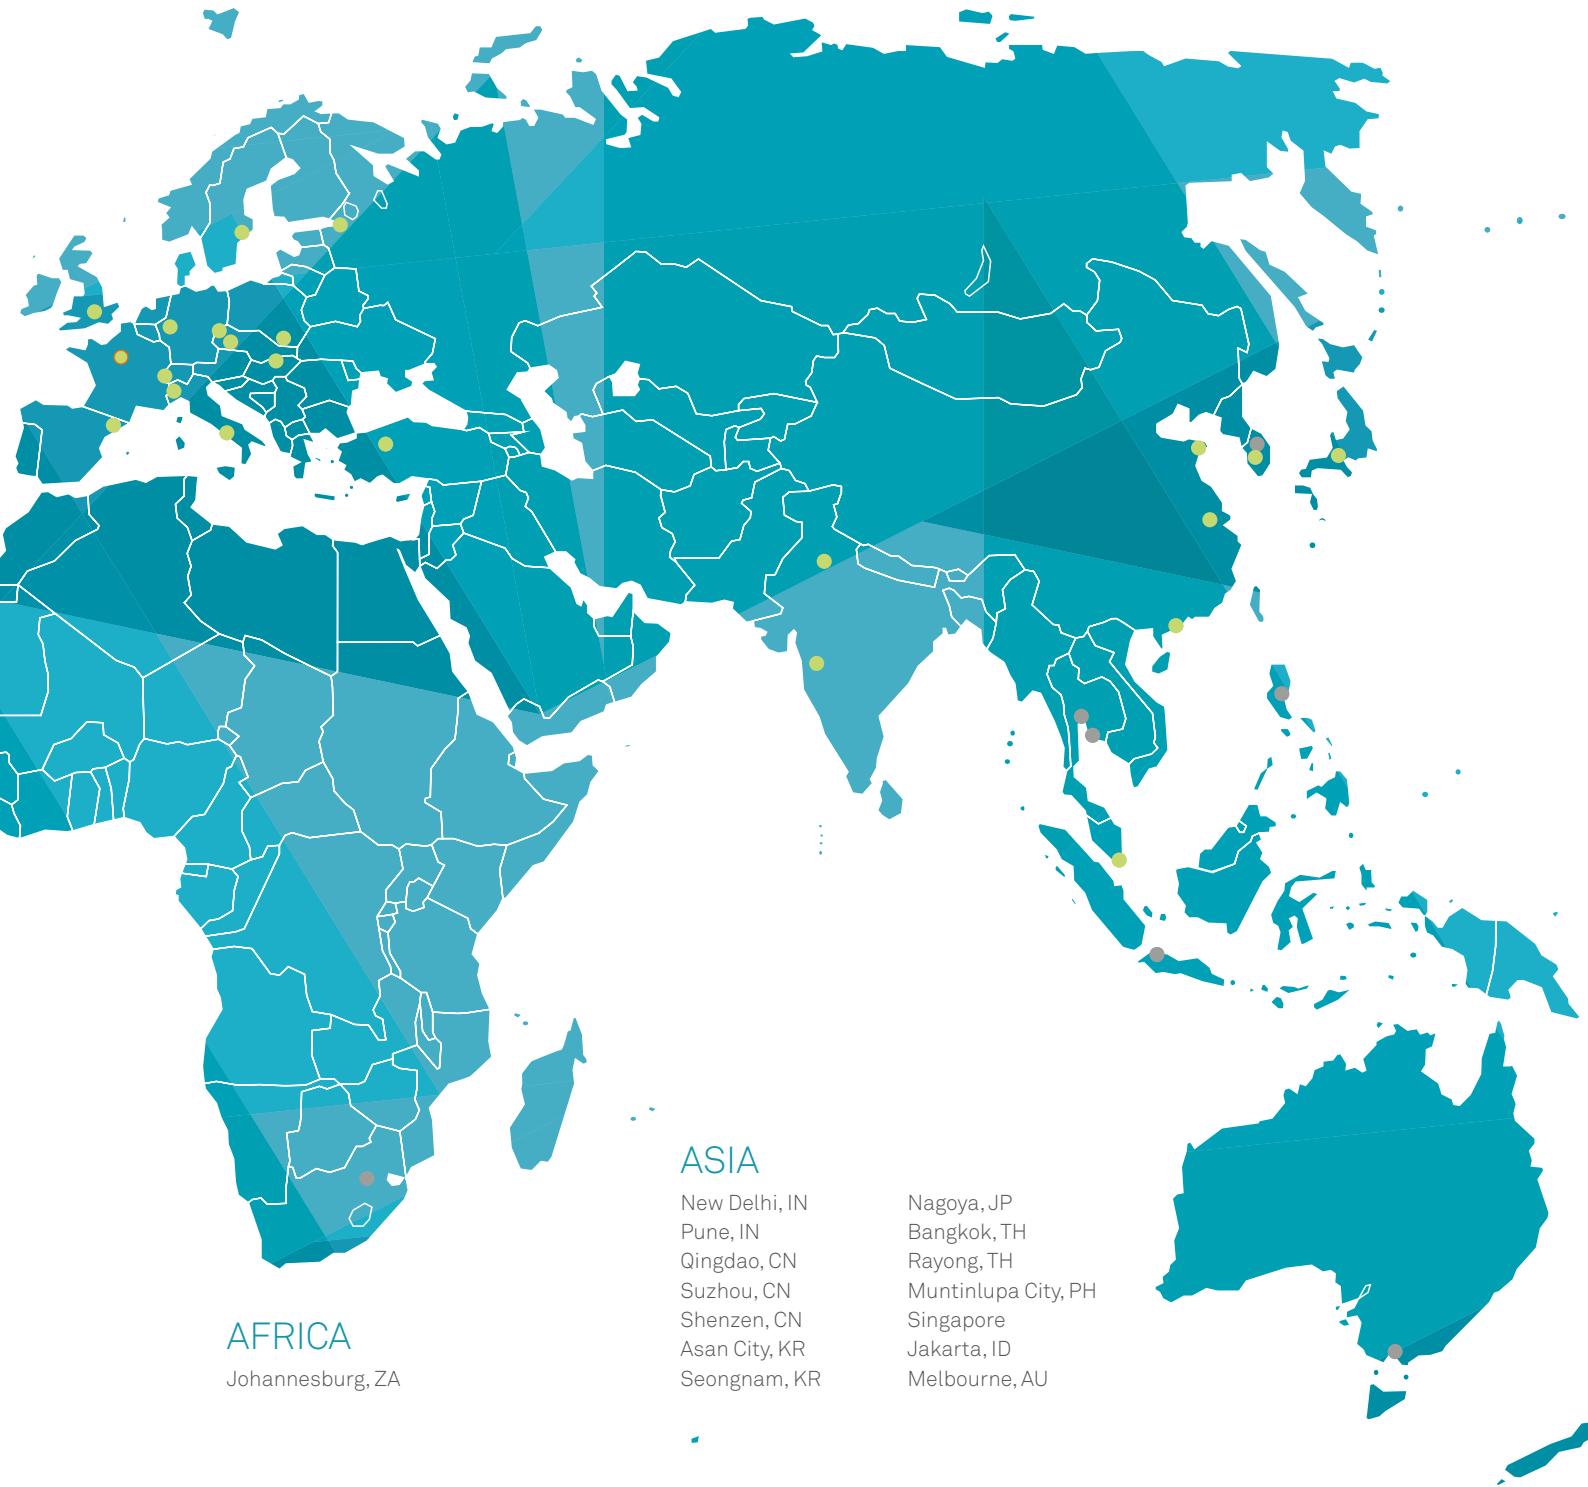 AFRICA
Johannesburg, ZA
ASIA
New Delhi, IN
Pune, IN
Qingdao, CN
Suzhou, CN
Shenzen, CN
Asan City, KR
Seongnam, KR
Nagoya, JP
Bangkok, TH
Rayong, TH
Muntinlupa City, PH
Singapore
Jakarta, ID
Melbourne, AU